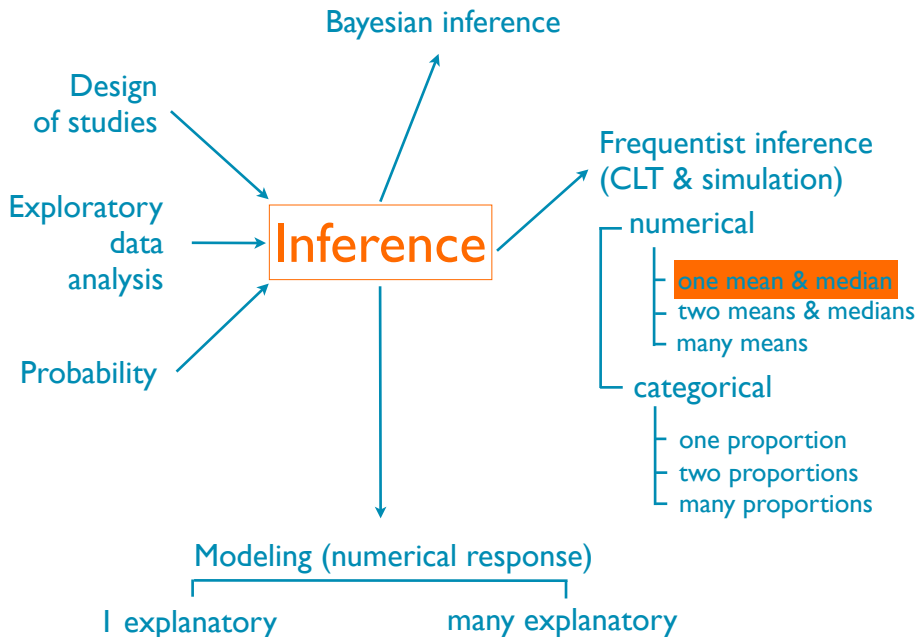 Bayesian inference
Design
of studies
Frequentist inference
(CLT & simulation)
Exploratory
data
analysis
Inference
numerical
one mean & median
two means & medians
many means
Probability
categorical
one proportion
two proportions
many proportions
Modeling (numerical response)
1 explanatory
many explanatory